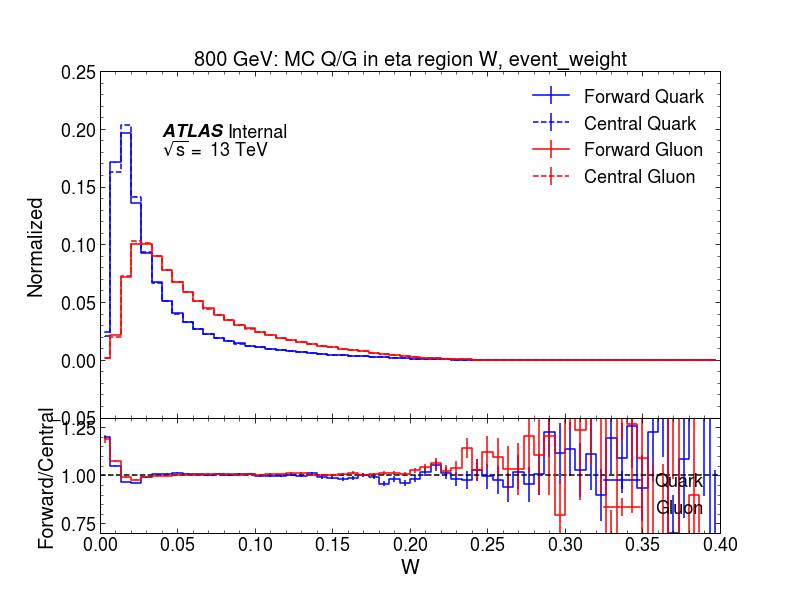 800 GeV: MC Q/G in eta region W, event_weight
0.25
0.20
0.15
0.10
0.05
0.00
0.05
Normalized
ATLAS Internal
√s = 13 TeV
Forward Quark
Central Quark
Forward Gluon
Central Gluon
1.25
1.00
0.75
Forward/Central
Quark
Gluon
0.00 0.05 0.10 0.15 0.20 0.25 0.30 0.35 0.40
W